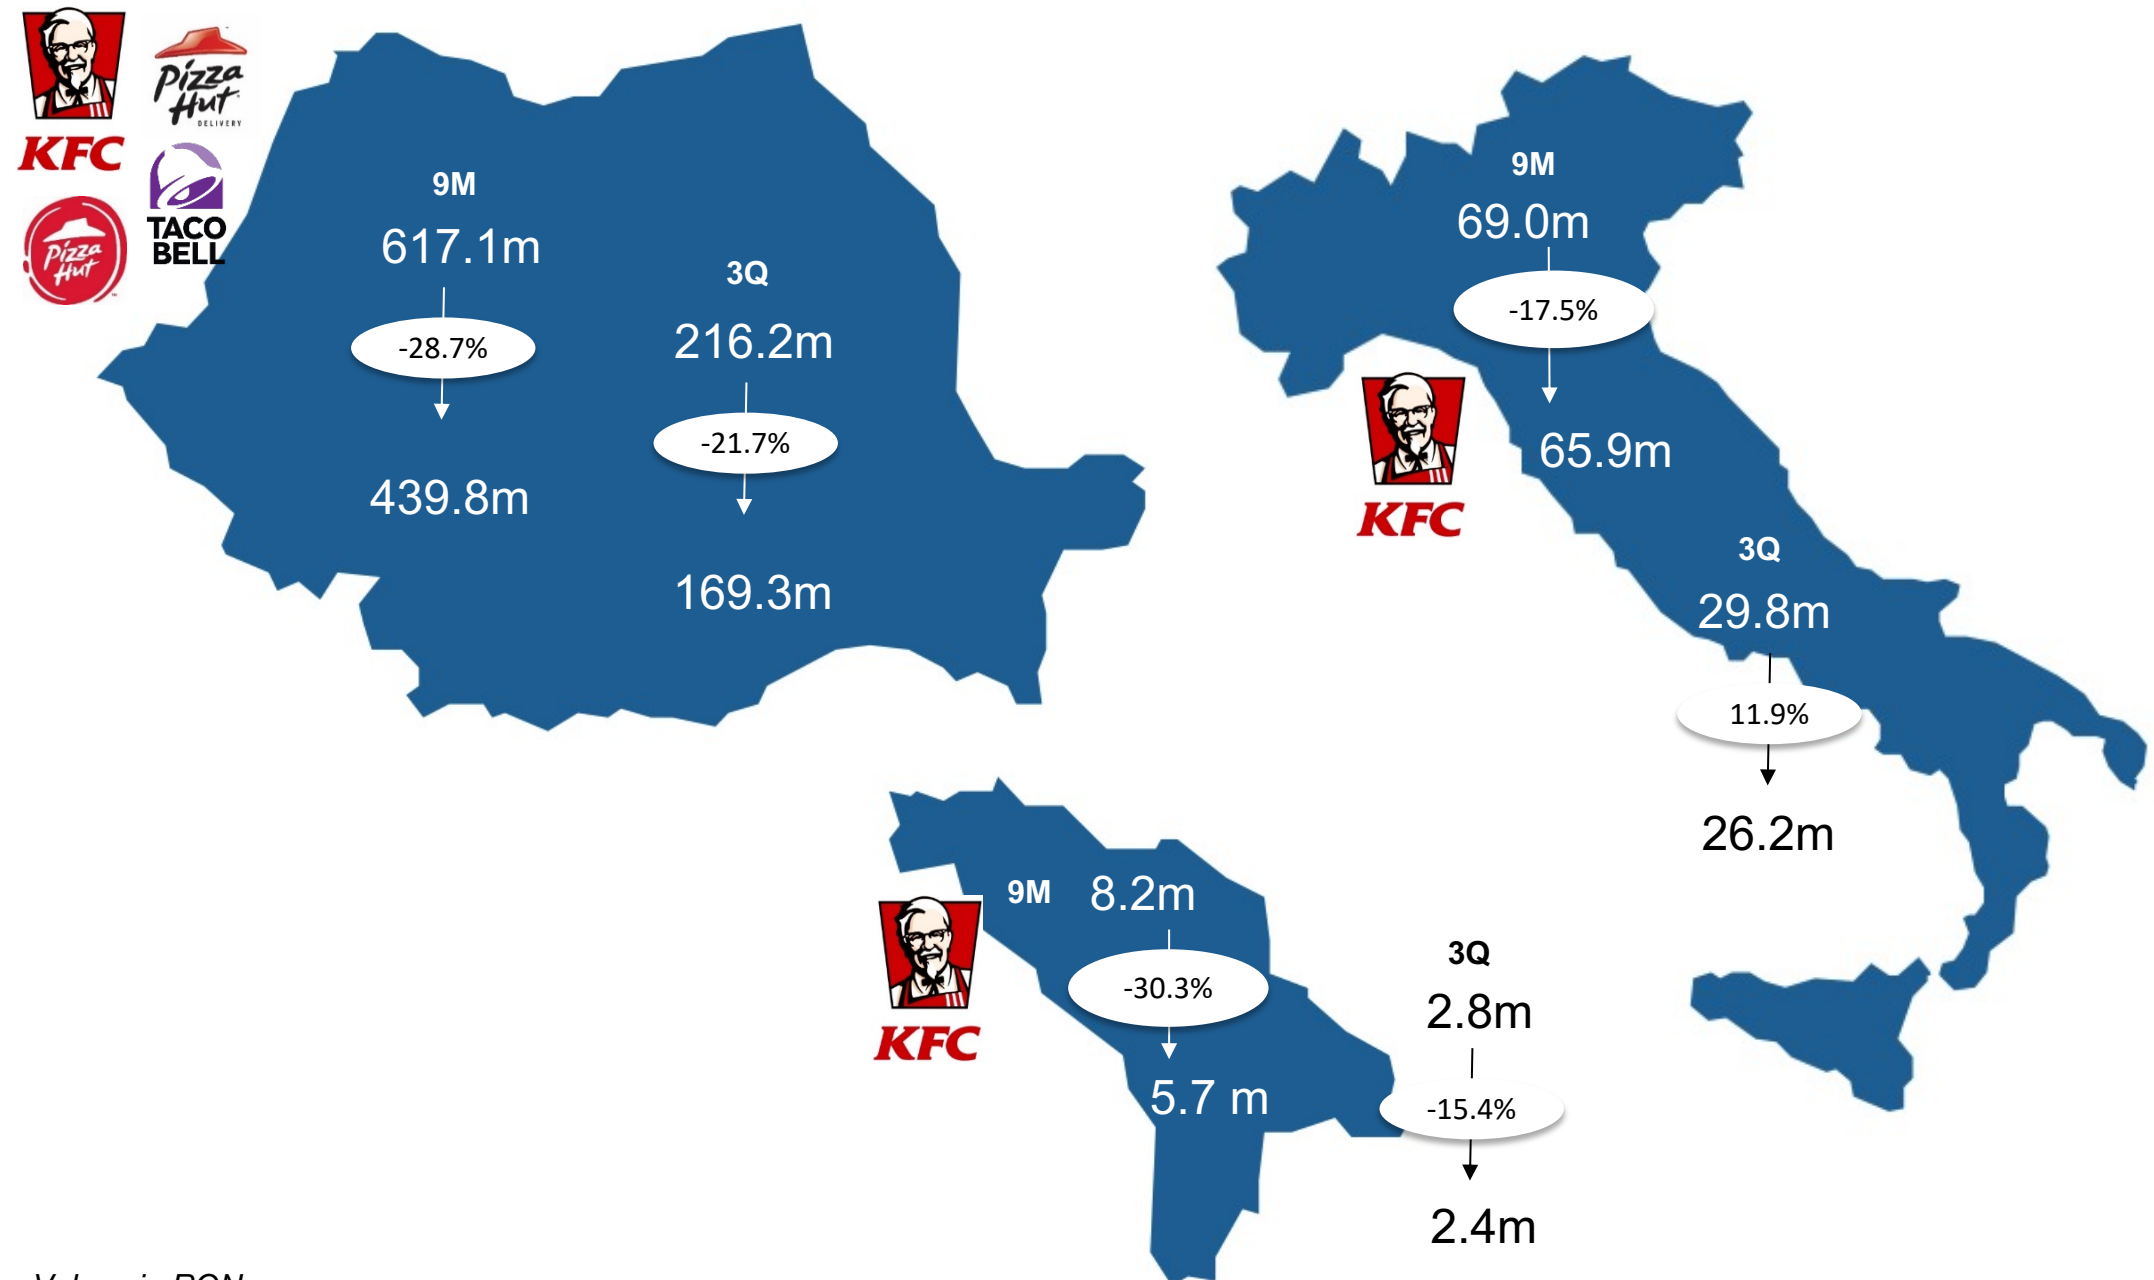 KFC
Pizza
Hut
DELIVERY
Pizza
Hut
TACO
BELL
9M
617.1m
-28.7%
439.8m
3Q
216.2m
-21.7%
169.3m
9M
69.0m
-17.5%
65.9m
KFC
3Q
29.8m
11.9%
26.2m
KFC
9M 8.2m
-30.3%
5.7 m
3Q
2.8m
-15.4%
2.4m
RON